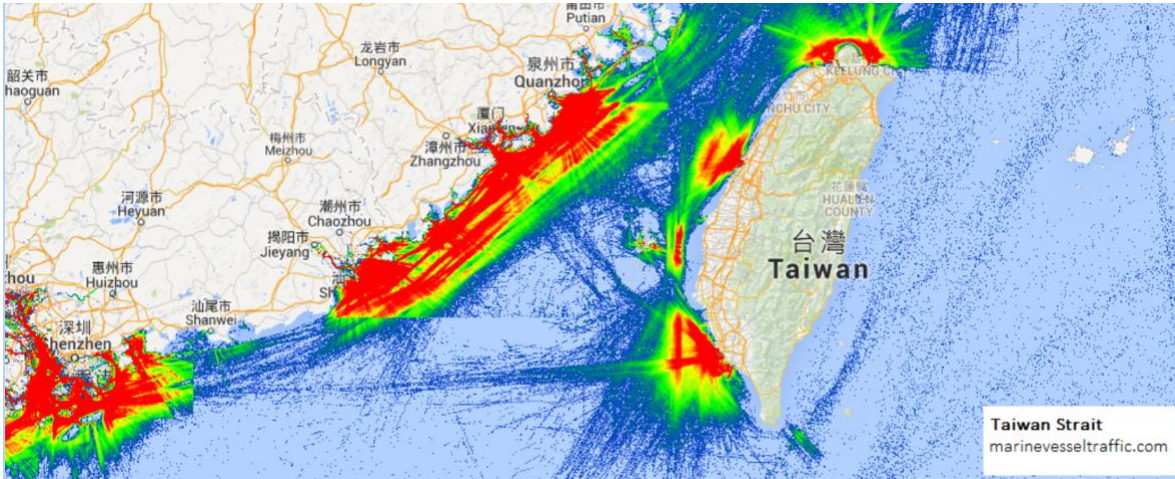 莆田市
Putian
龙岩市
Longyan
泉州市
Quanzhou
韶关市
haoguan
厦门
梅州市
Meizhou
漳州市
Zhangzhou
KEELUNG CITY
NCHU CITY
河源市
Heyuan
潮州市
Chaozhou
揭阳市
Jieyang
花蓮縣
HUALIEN
COUNTY
台灣
Taiwan
hou
惠州市
Huizhou
汕尾市
Shanwei
深圳
Shenzhen
Taiwan Strait
marinevesseltraffic.com